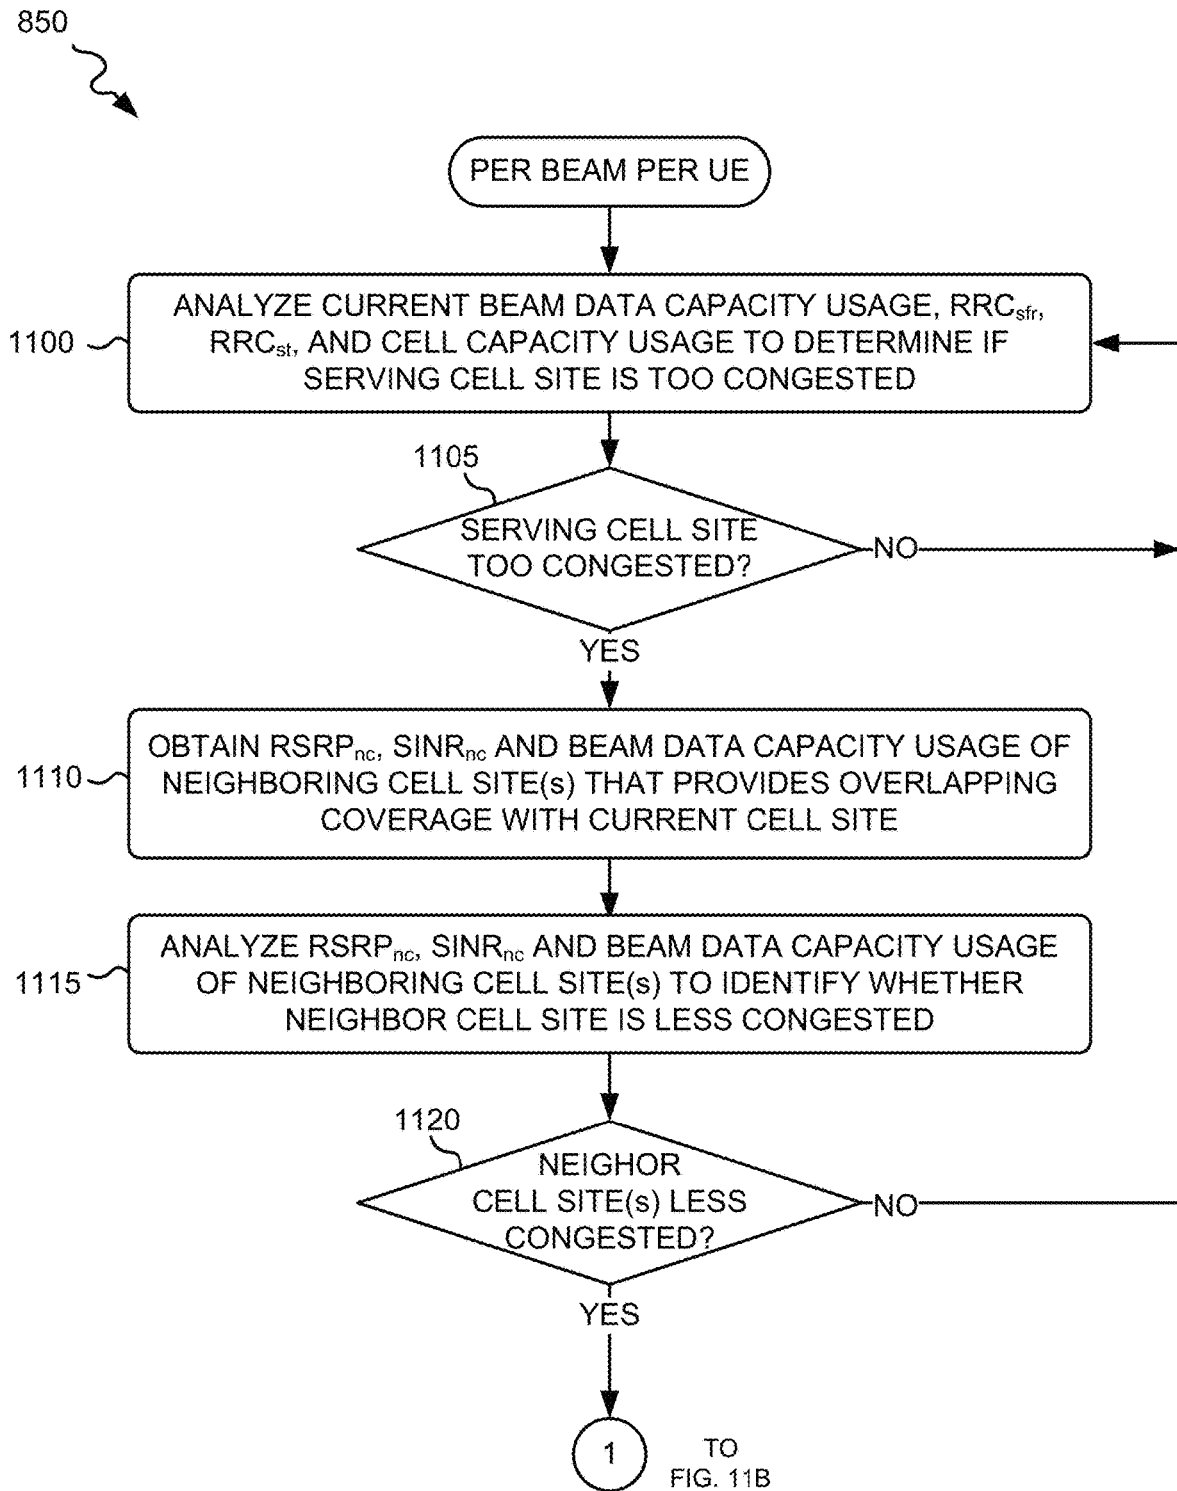 850
PER BEAM PER UE
ANALYZE CURRENT BEAM DATA CAPACITY USAGE, RRCsfr,
RRCst, AND CELL CAPACITY USAGE TO DETERMINE IF
SERVING CELL SITE IS TOO CONGESTED
1100
1105
SERVING CELL SITE
TOO CONGESTED?
NO
YES
OBTAIN RSRPnc, SINRnc AND BEAM DATA CAPACITY USAGE OF
NEIGHBORING CELL SITE(s) THAT PROVIDES OVERLAPPING
COVERAGE WITH CURRENT CELL SITE
1110
ANALYZE RSRPnc, SINRnc AND BEAM DATA CAPACITY USAGE
OF NEIGHBORING CELL SITE(s) TO IDENTIFY WHETHER
NEIGHBOR CELL SITE IS LESS CONGESTED
1115
1120
NEIGHOR
CELL SITE(s) LESS
CONGESTED?
NO
YES
1
TO
FIG. 11B